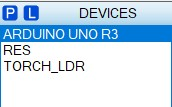 P L DEVICES
ARDUINO UNO R3
RES
TORCH_LDR